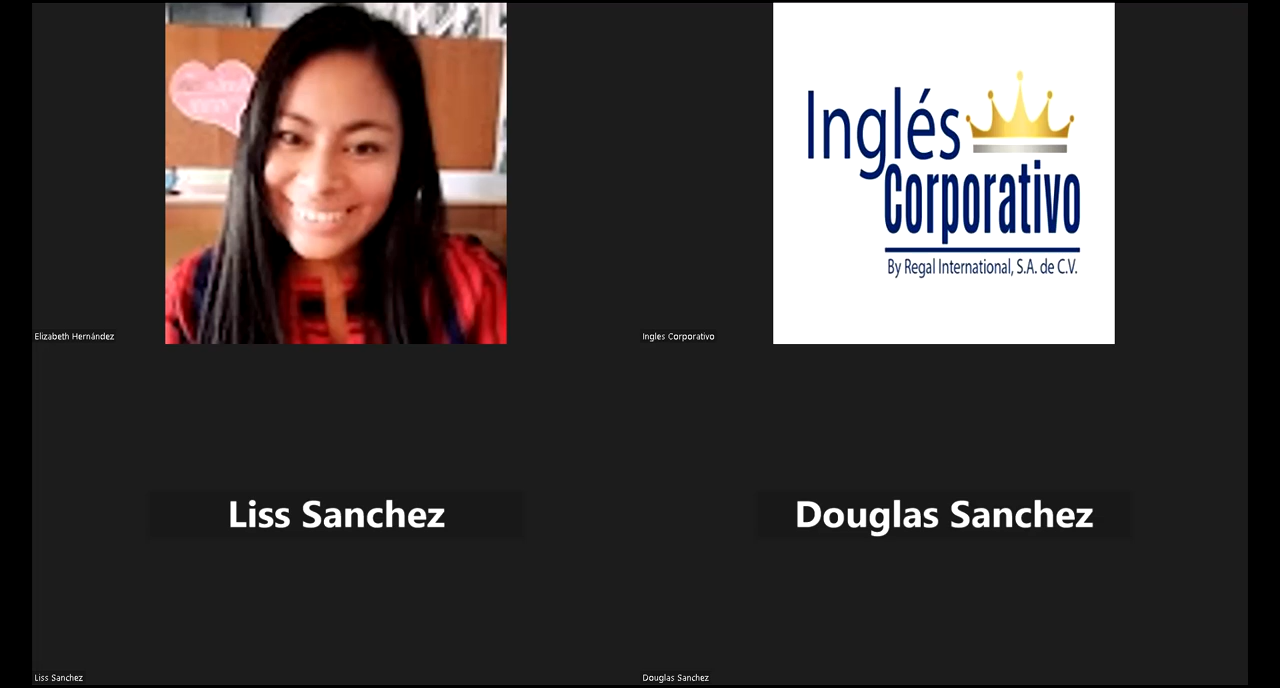 Inglés
Corporativo
By Regal International, S.A. de C.V.
Elizabeth Hernández
Ingles Corporativo
Liss Sanchez
Douglas Sanchez
Liss Sanchez
Douglas Sanchez